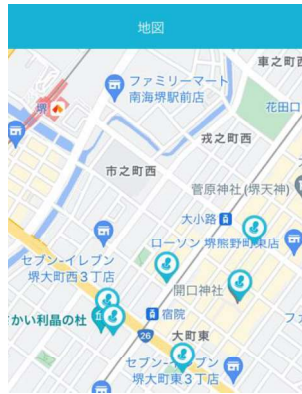 地図
車之町西
ファミリーマート
南海堺駅前店
花田口
堺
戎之町西
市之町西
菅原神社(堺天神)
大小路
ローソン 堺熊野町東店
セブン-イレブン
堺大町西3丁店
開口神社
さかい利晶の杜
宿院
26
大町東
セブン-イレブン
堺大町東3丁店